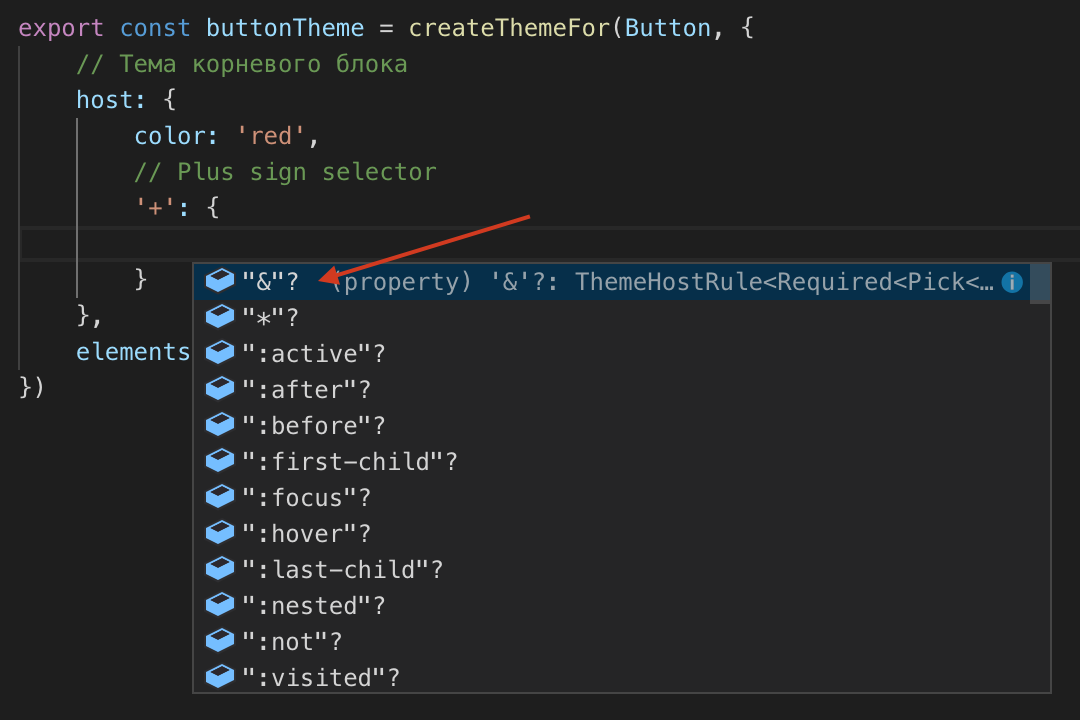 export const buttonTheme = createThemeFor(Button, {
// Тема корневого блока
host: {
color: 'red',
// Plus sign selector
'+': {
}
},
elements
})
"&"? (property) '&'?: ThemeHostRule<Required<Pick<…
"*"?
":active"?
":after"?
":before"?
":first-child"?
":focus"?
":hover"?
":last-child"?
":nested"?
":not"?
":visited"?